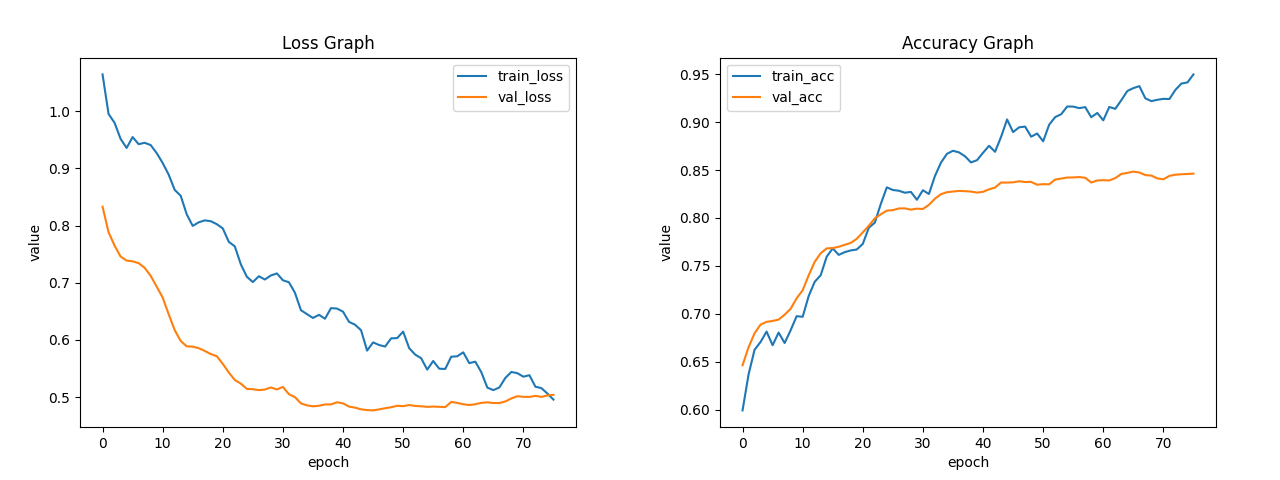 Loss Graph
train_loss
val_loss
1.0
0.9
0.8
0.7
0.6
0.5
value
0 10 20 30 40 50 60 70
epoch
Accuracy Graph
train_acc
val_acc
0.95
0.90
0.85
0.80
0.75
0.70
0.65
0.60
value
0 10 20 30 40 50 60 70
epoch